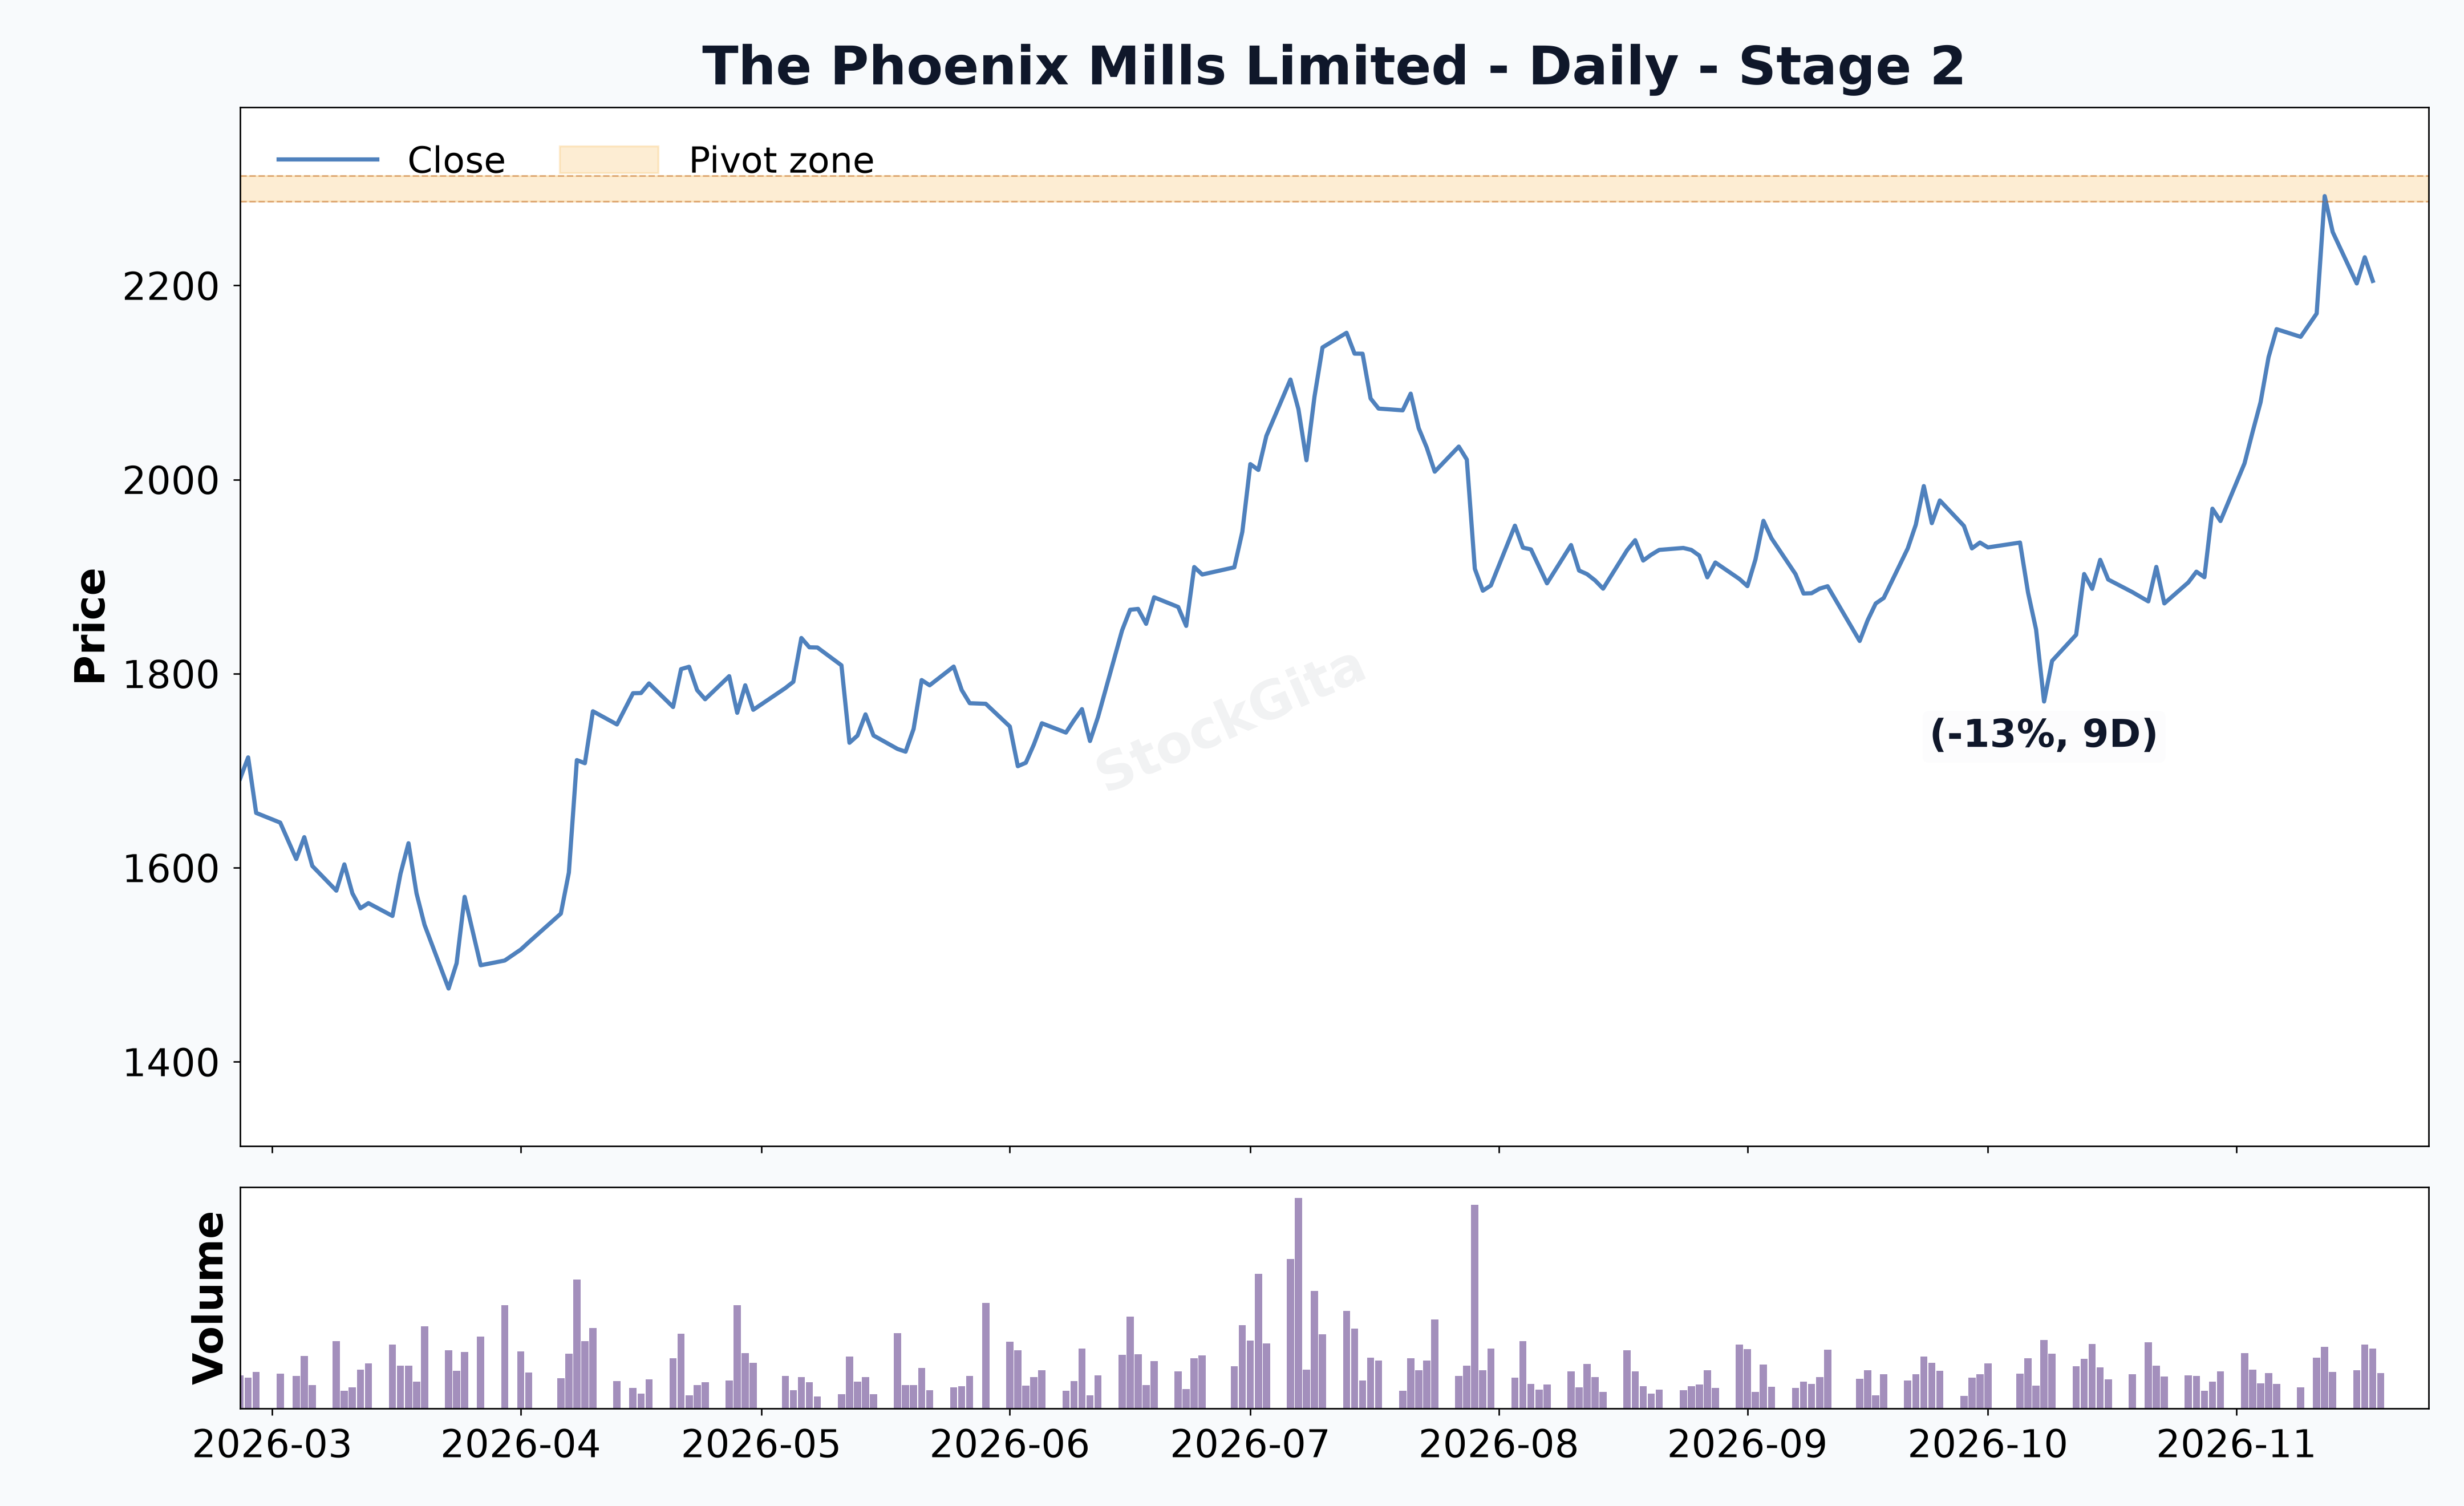 The Phoenix Mills Limited - Daily - Stage 2
Close
Pivot zone
Price
2200
2000
1800
1600
1400
StockGita
(-13%, 9D)
Volume
2026-03
2026-04
2026-05
2026-06
2026-07
2026-08
2026-09
2026-10
2026-11